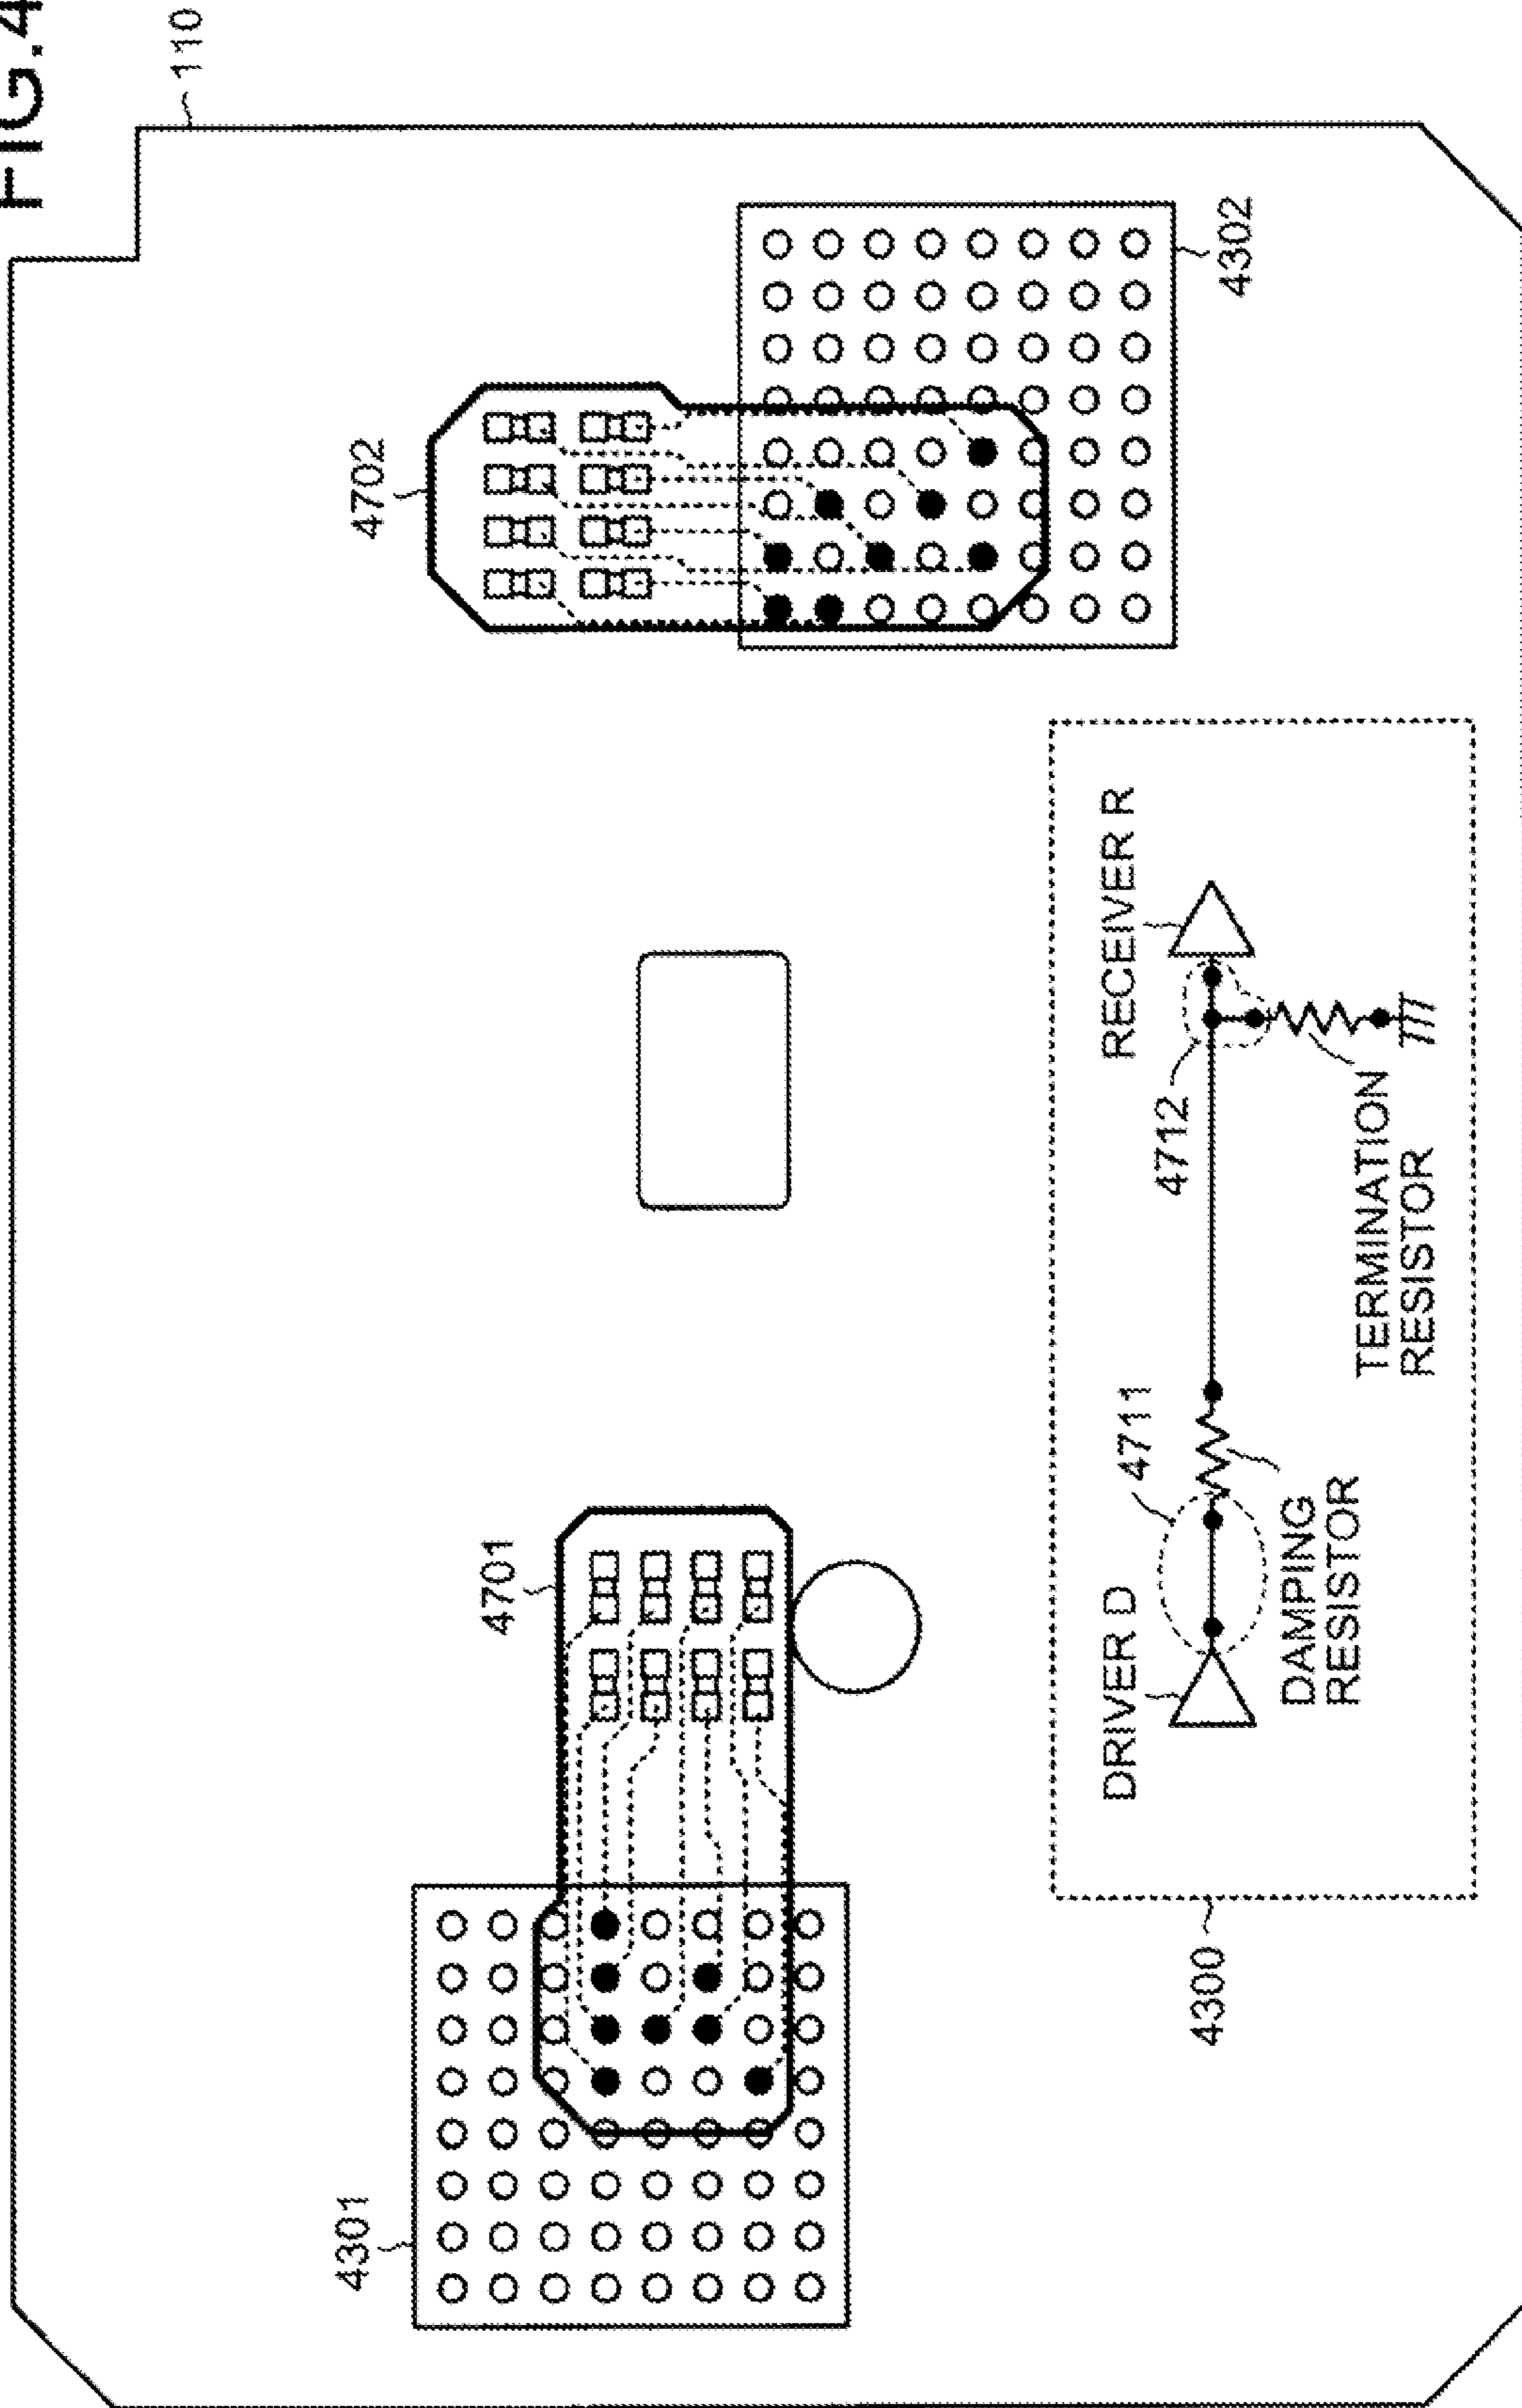 FIG.4
110
4702
4302
4701
4301
RECEIVER R
4712
TERMINATION
RESISTOR
4711
DRIVER D
DAMPING
RESISTOR
4300